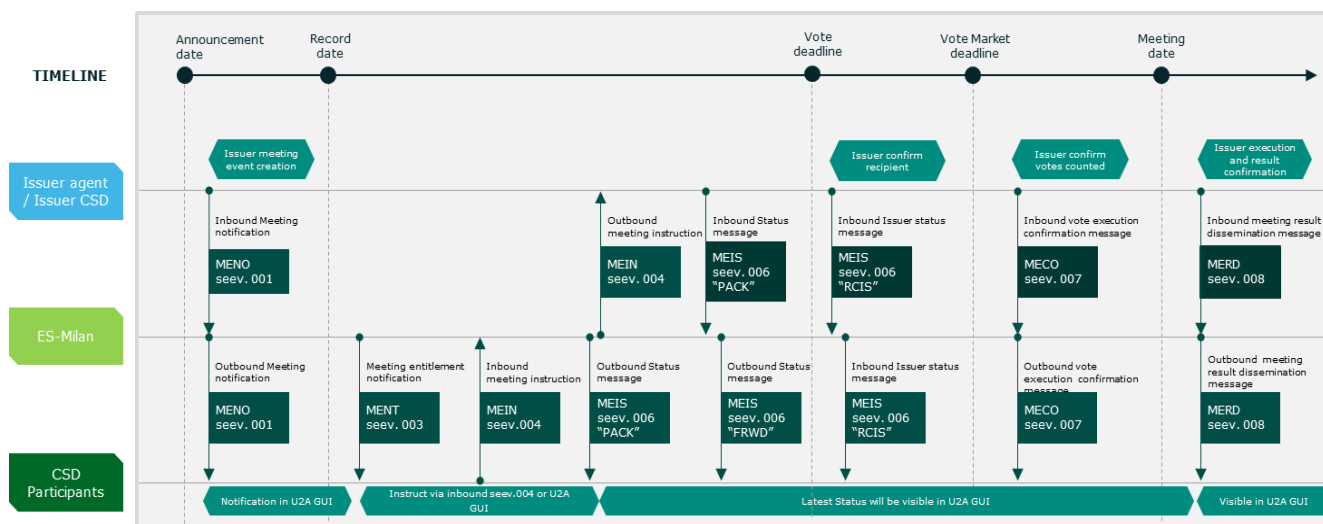 Announcement
date
Record
date
Vote
deadline
Vote Market
deadline
Meeting
date
TIMELINE
Issuer meeting
event creation
Issuer confirm
recipient
Issuer confirm
votes counted
Issuer execution
and result
confirmation
Issuer agent
/ Issuer CSD
Inbound Meeting
notification
MENO
seev. 001
Outbound
meeting instruction
MEIN
seev. 004
Inbound Status
message
MEIS
seev. 006
“PACK”
Inbound Issuer status
message
MEIS
seev. 006
“RCIS”
Inbound vote execution
confirmation message
MECO
seev. 007
Inbound meeting result
dissemination message
MERD
seev. 008
ES-Milan
Outbound Meeting
notification
MENO
seev. 001
Meeting entitlement
notification
MENT
seev. 003
Inbound
meeting instruction
MEIN
seev.004
Outbound Status
message
MEIS
seev. 006
“PACK”
Outbound Status
message
MEIS
seev. 006
“FRWD”
Inbound Issuer status
message
MEIS
seev. 006
“RCIS”
Outbound vote
execution confirmation
message
MECO
seev. 007
Outbound meeting
result dissemination
message
MERD
seev. 008
CSD
Participants
Notification in U2A GUI
Instruct via inbound seev.004 or U2A
GUI
Latest Status will be visible in U2A GUI
Visible in U2A GUI